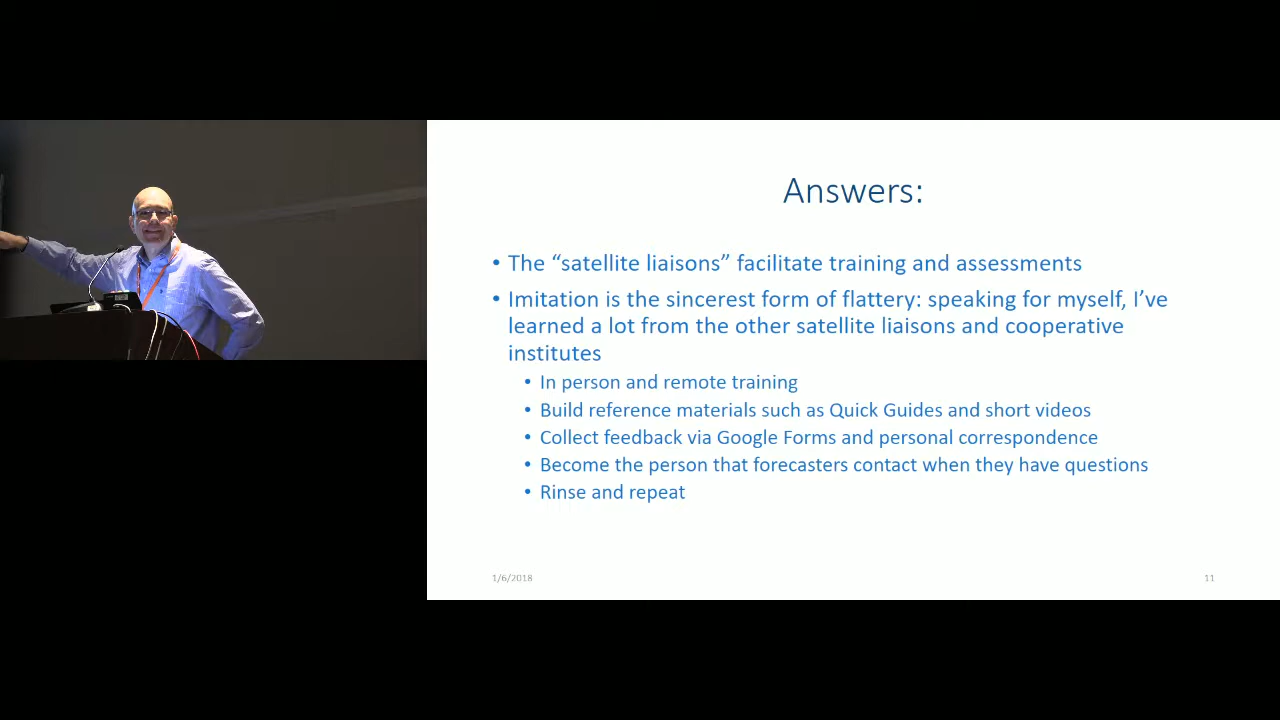 Answers:
• The “satellite liaisons” facilitate training and assessments
• Imitation is the sincerest form of flattery: speaking for myself, I’ve
learned a lot from the other satellite liaisons and cooperative
institutes
• In person and remote training
• Build reference materials such as Quick Guides and short videos
• Collect feedback via Google Forms and personal correspondence
• Become the person that forecasters contact when they have questions
• Rinse and repeat
1/6/2018
11